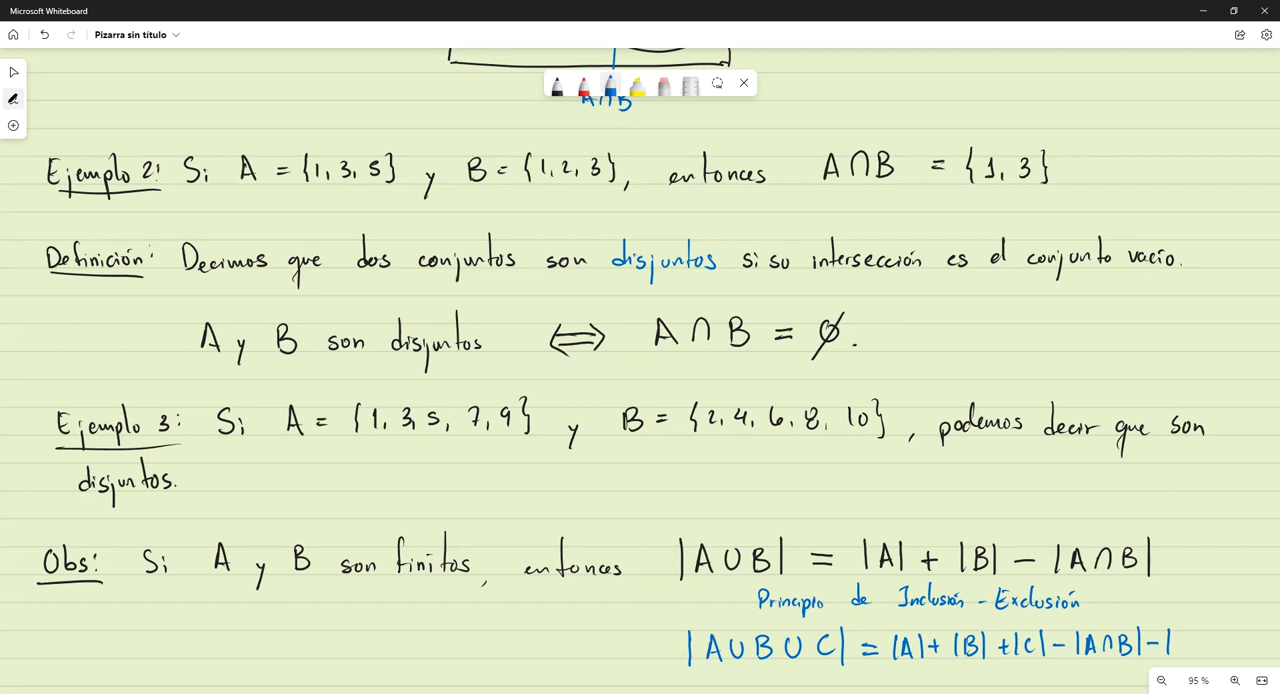 Microsoft Whiteboard
Pizarra sin título
A∩B
Ejemplo 2: Si A = {1, 3, 5} y B = {1, 2, 3}, entonces A∩B = {1, 3}
Definición: Decimos que dos conjuntos son disjuntos si su intersección es el conjunto vacío.
A y B son disjuntos ⟺ A ∩ B = ∅.
Ejemplo 3: Si A = {1, 3, 5, 7, 9} y B = {2, 4, 6, 8, 10}, podemos decir que son
disjuntos.
Obs: Si A y B son finitos, entonces |A∪B| = |A| + |B| − |A∩B|
Principio de Inclusión - Exclusión
|A∪B∪C| = |A| + |B| + |C| − |A∩B| − |
95 %